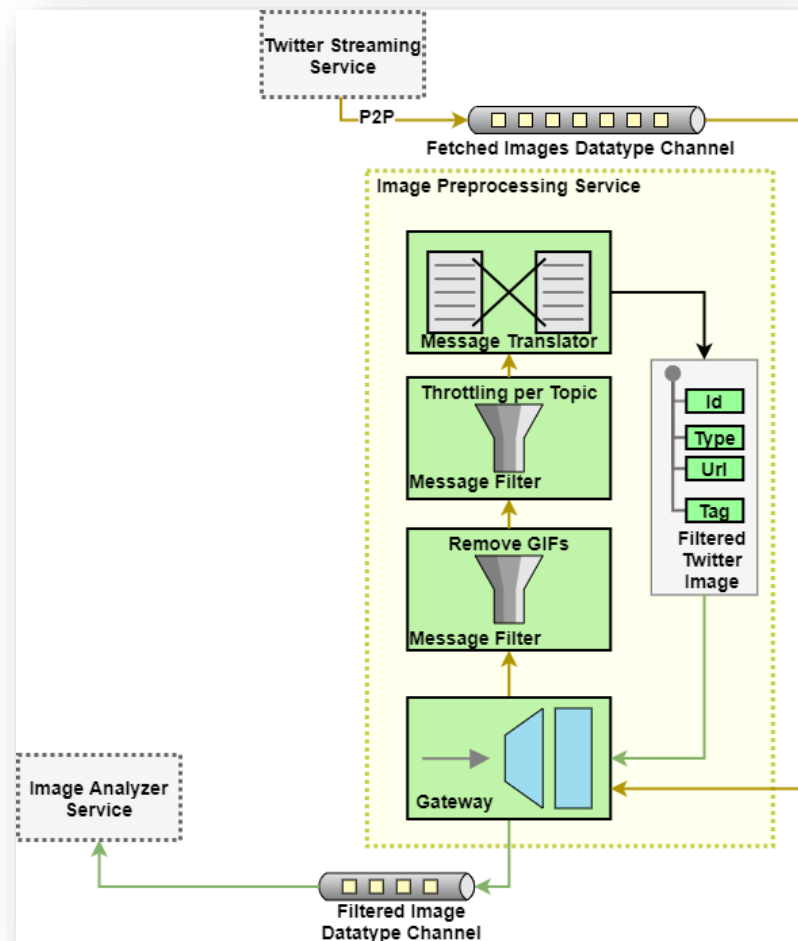 Twitter Streaming
Service
P2P
Fetched Images Datatype Channel
Image Preprocessing Service
Message Translator
Throttling per Topic
Message Filter
Id
Type
Url
Tag
Filtered
Twitter
Image
Remove GIFs
Message Filter
Gateway
Image Analyzer
Service
Filtered Image
Datatype Channel